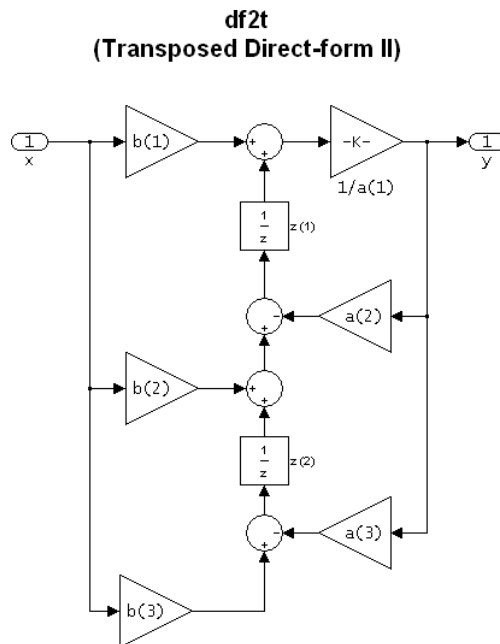 df2t
(Transposed Direct-form II)
1
x
b(1)
+
+
-K-
1/a(1)
1
y
1
z
z(1)
+
-
a(2)
b(2)
+
+
1
z
z(2)
+
-
a(3)
b(3)